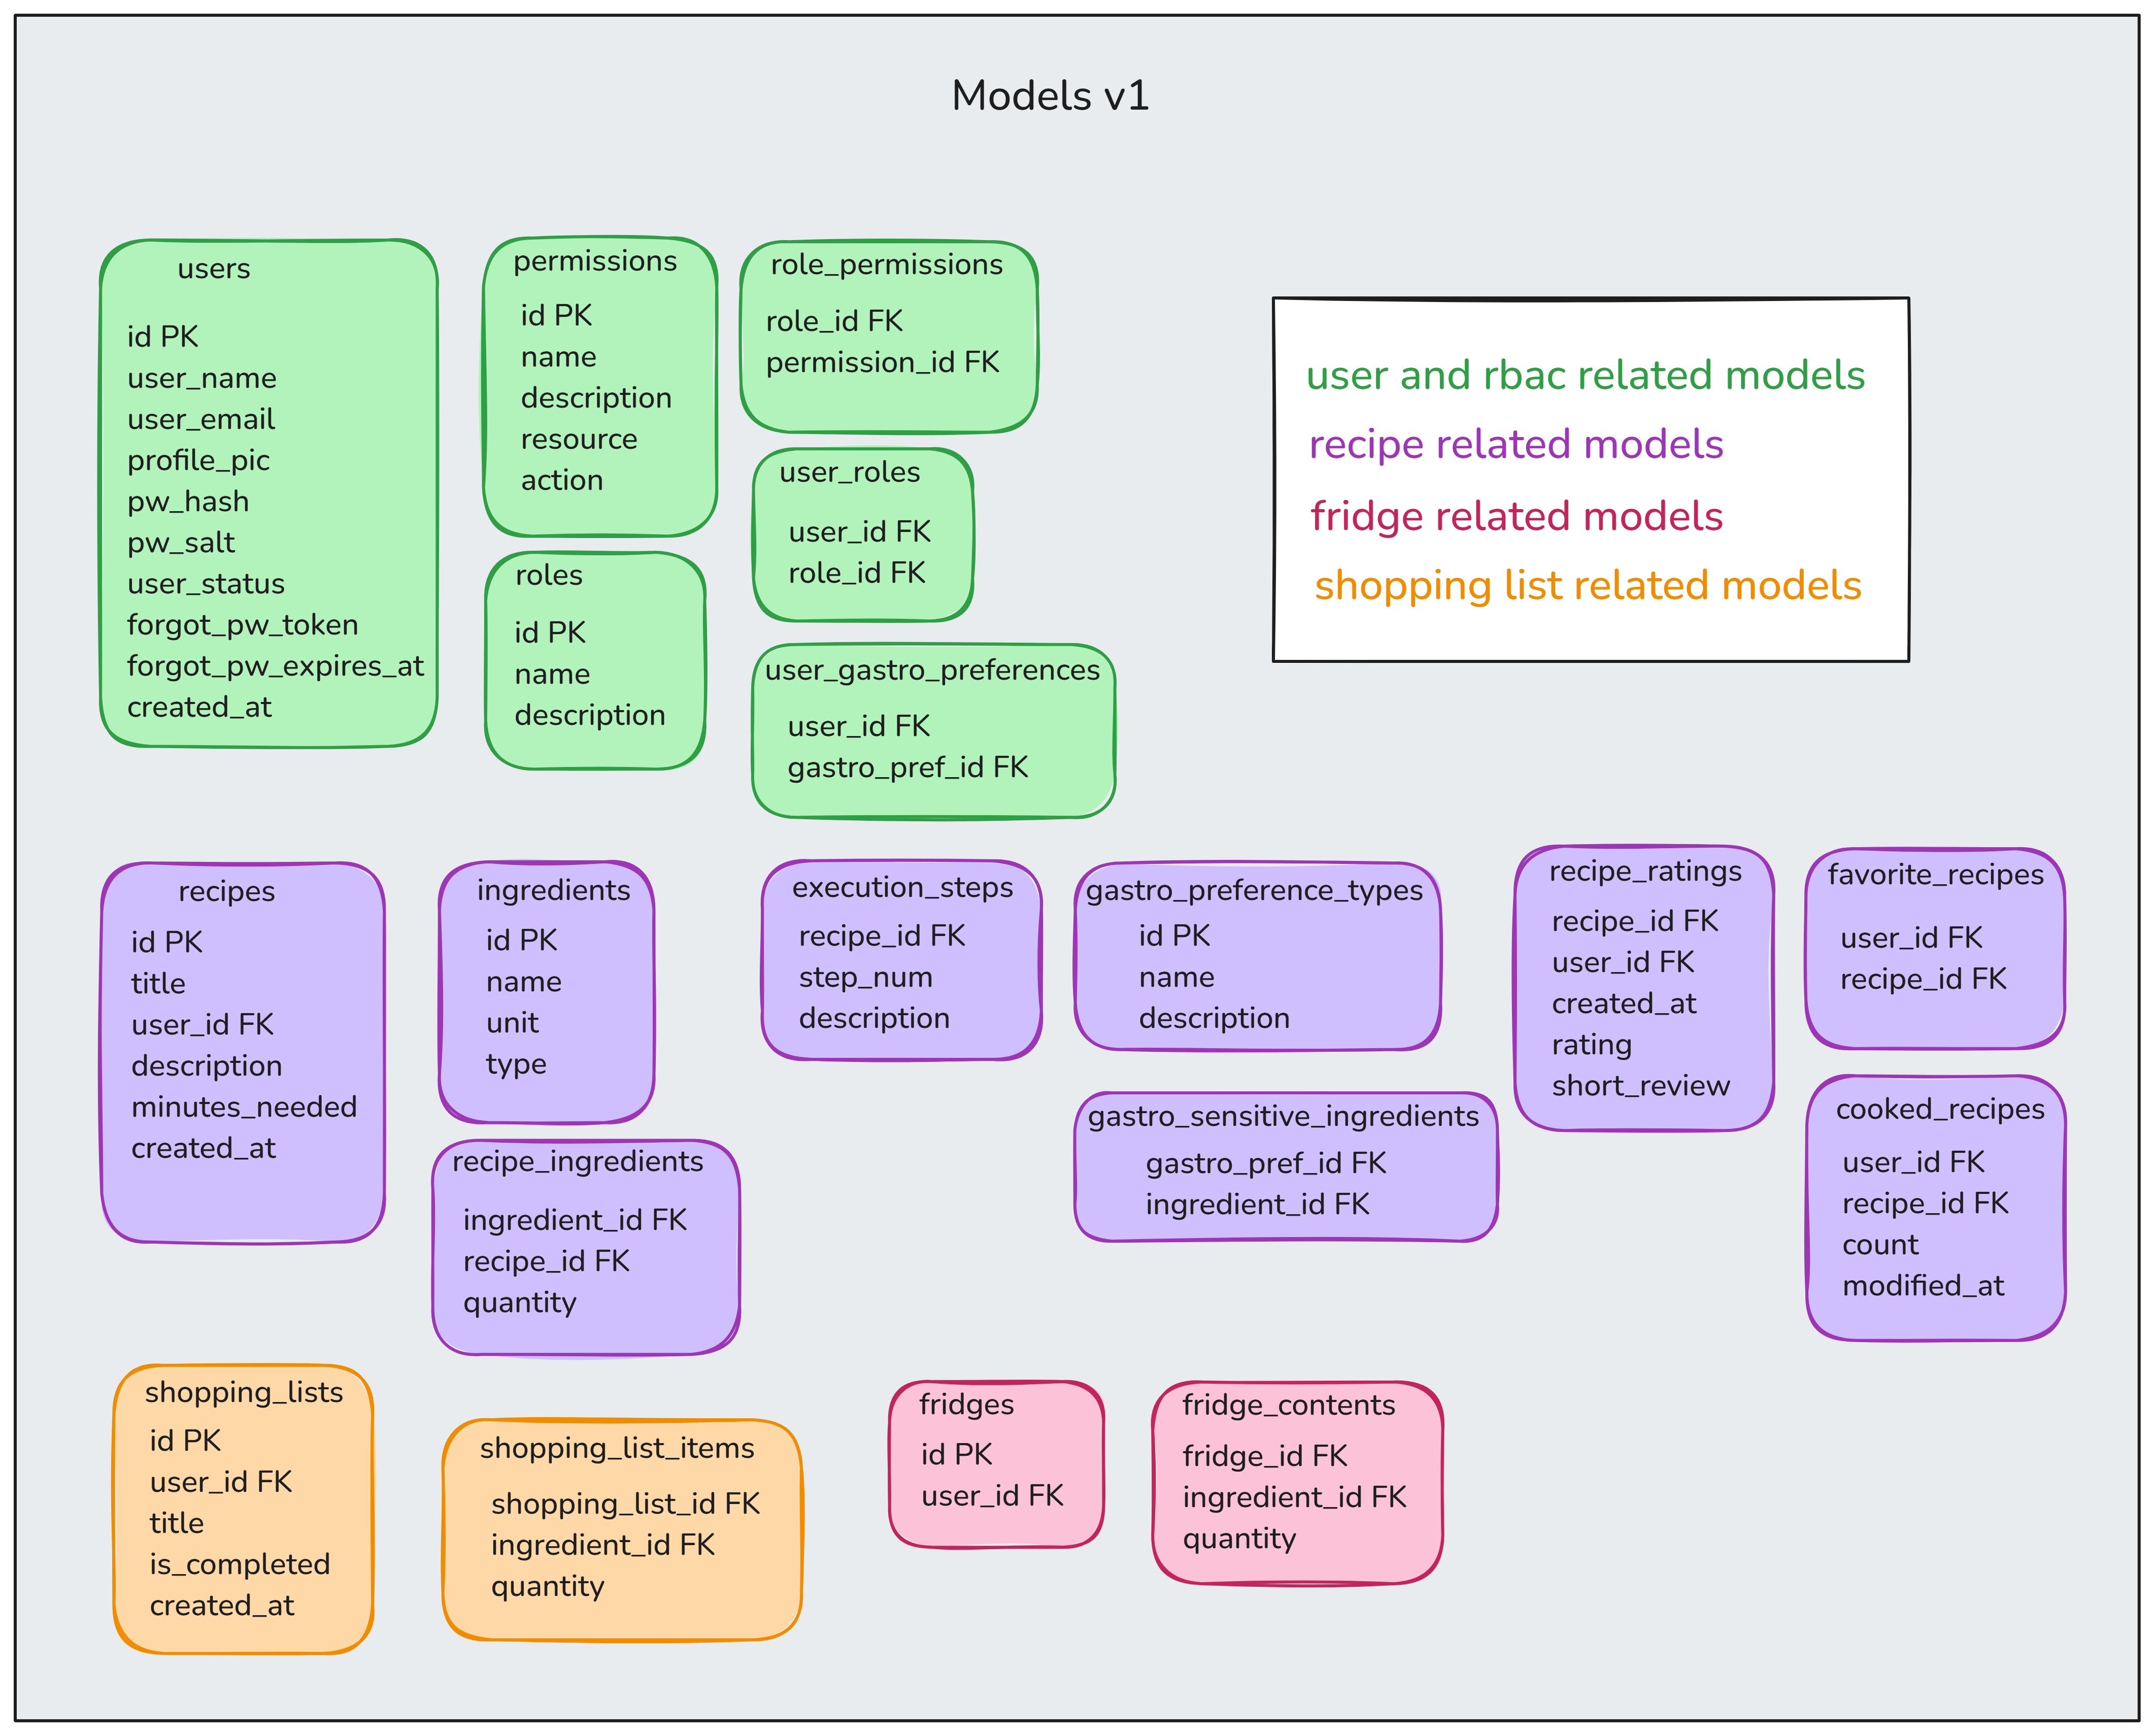 Models v1
users
id PK
user_name
user_email
profile_pic
pw_hash
pw_salt
user_status
forgot_pw_token
forgot_pw_expires_at
created_at
permissions
id PK
name
description
resource
action
roles
id PK
name
description
role_permissions
role_id FK
permission_id FK
user_roles
user_id FK
role_id FK
user_gastro_preferences
user_id FK
gastro_pref_id FK
user and rbac related models
recipe related models
fridge related models
shopping list related models
recipes
id PK
title
user_id FK
description
minutes_needed
created_at
ingredients
id PK
name
unit
type
recipe_ingredients
ingredient_id FK
recipe_id FK
quantity
execution_steps
recipe_id FK
step_num
description
gastro_preference_types
id PK
name
description
gastro_sensitive_ingredients
gastro_pref_id FK
ingredient_id FK
recipe_ratings
recipe_id FK
user_id FK
created_at
rating
short_review
favorite_recipes
user_id FK
recipe_id FK
cooked_recipes
user_id FK
recipe_id FK
count
modified_at
shopping_lists
id PK
user_id FK
title
is_completed
created_at
shopping_list_items
shopping_list_id FK
ingredient_id FK
quantity
fridges
id PK
user_id FK
fridge_contents
fridge_id FK
ingredient_id FK
quantity